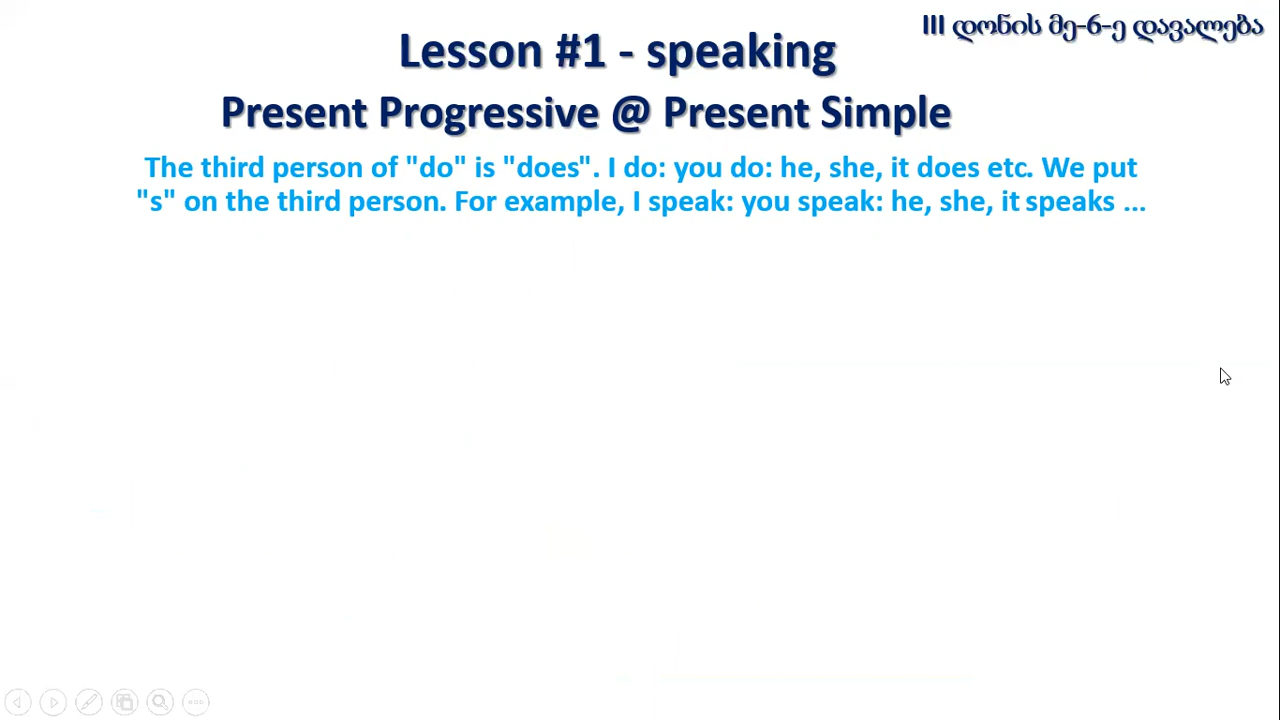 III დონის მე-6-ე დავალება
Lesson #1 - speaking
Present Progressive @ Present Simple
The third person of "do" is "does". I do: you do: he, she, it does etc. We put
"s" on the third person. For example, I speak: you speak: he, she, it speaks ...